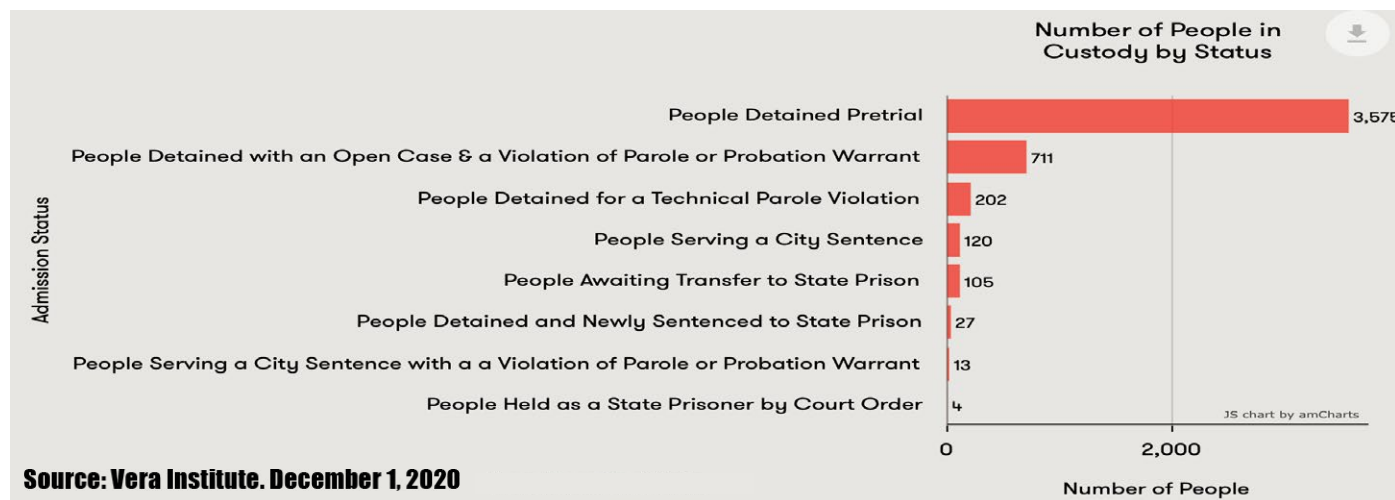 Number of People in
Custody by Status
People Detained Pretrial 3,575
People Detained with an Open Case & a Violation of Parole or Probation Warrant 711
People Detained for a Technical Parole Violation 202
People Serving a City Sentence 120
People Awaiting Transfer to State Prison 105
People Detained and Newly Sentenced to State Prison 27
People Serving a City Sentence with a a Violation of Parole or Probation Warrant 13
People Held as a State Prisoner by Court Order 4
Admission Status
JS chart by amCharts
0 2,000
Number of People
Source: Vera Institute. December 1, 2020